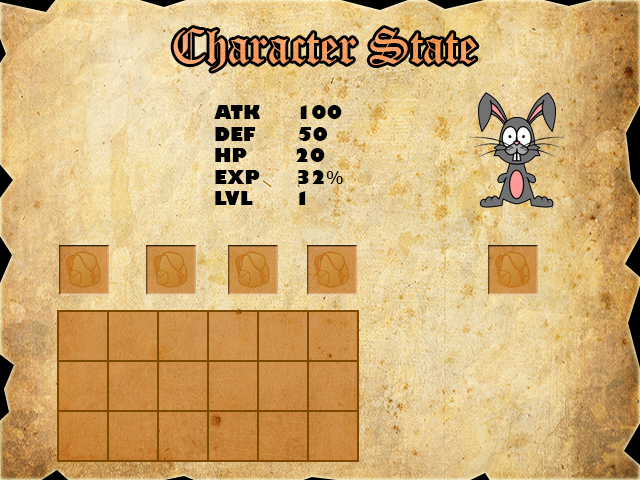 Character State
ATK 100
DEF 50
HP 20
EXP 32%
LVL 1